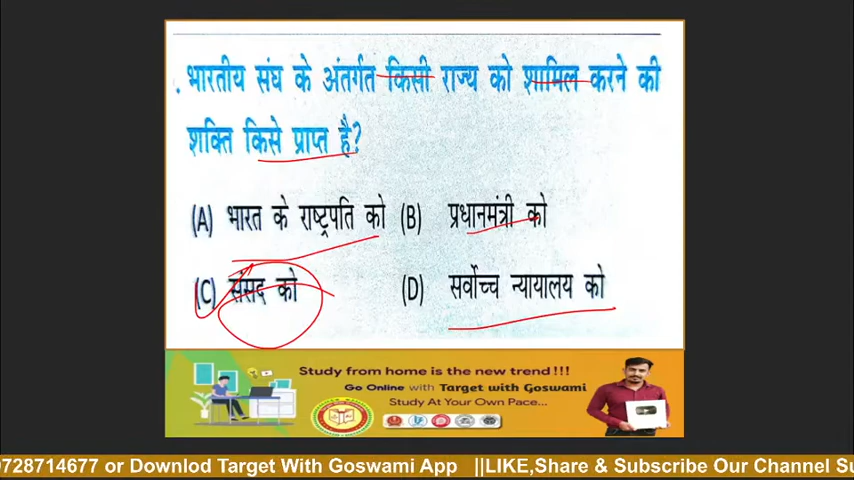 . भारतीय संघ के अंतर्गत किसी राज्य को शामिल करने की
शक्ति किसे प्राप्त है?
(A) भारत के राष्ट्रपति को (B) प्रधानमंत्री को
(C) संसद को (D) सर्वोच्च न्यायालय को
Study from home is the new trend !!!
Go Online with Target with Goswami
Study At Your Own Pace...
9728714677 or Downlod Target With Goswami App ||LIKE,Share & Subscribe Our Channel Su